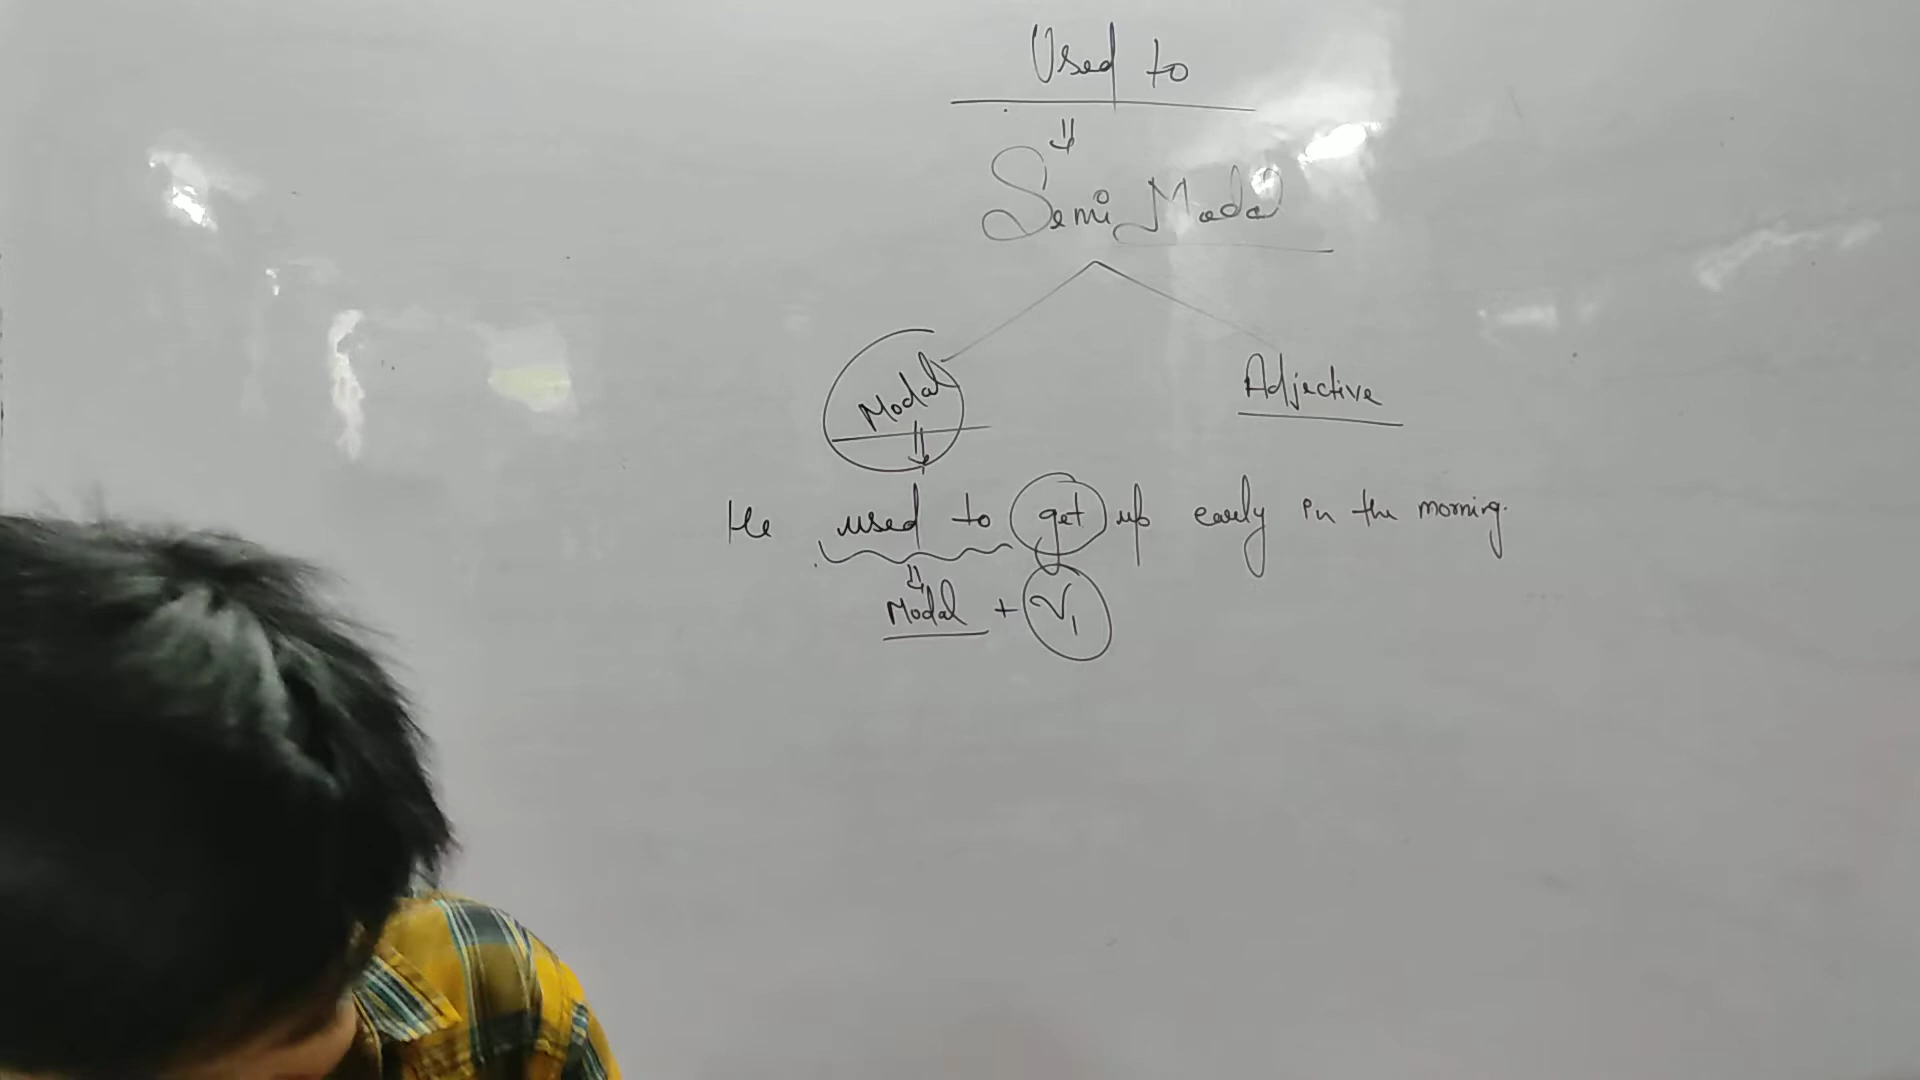 Used to
Semi Modal
Modal
Adjective
He used to get up early in the morning.
Modal + V1